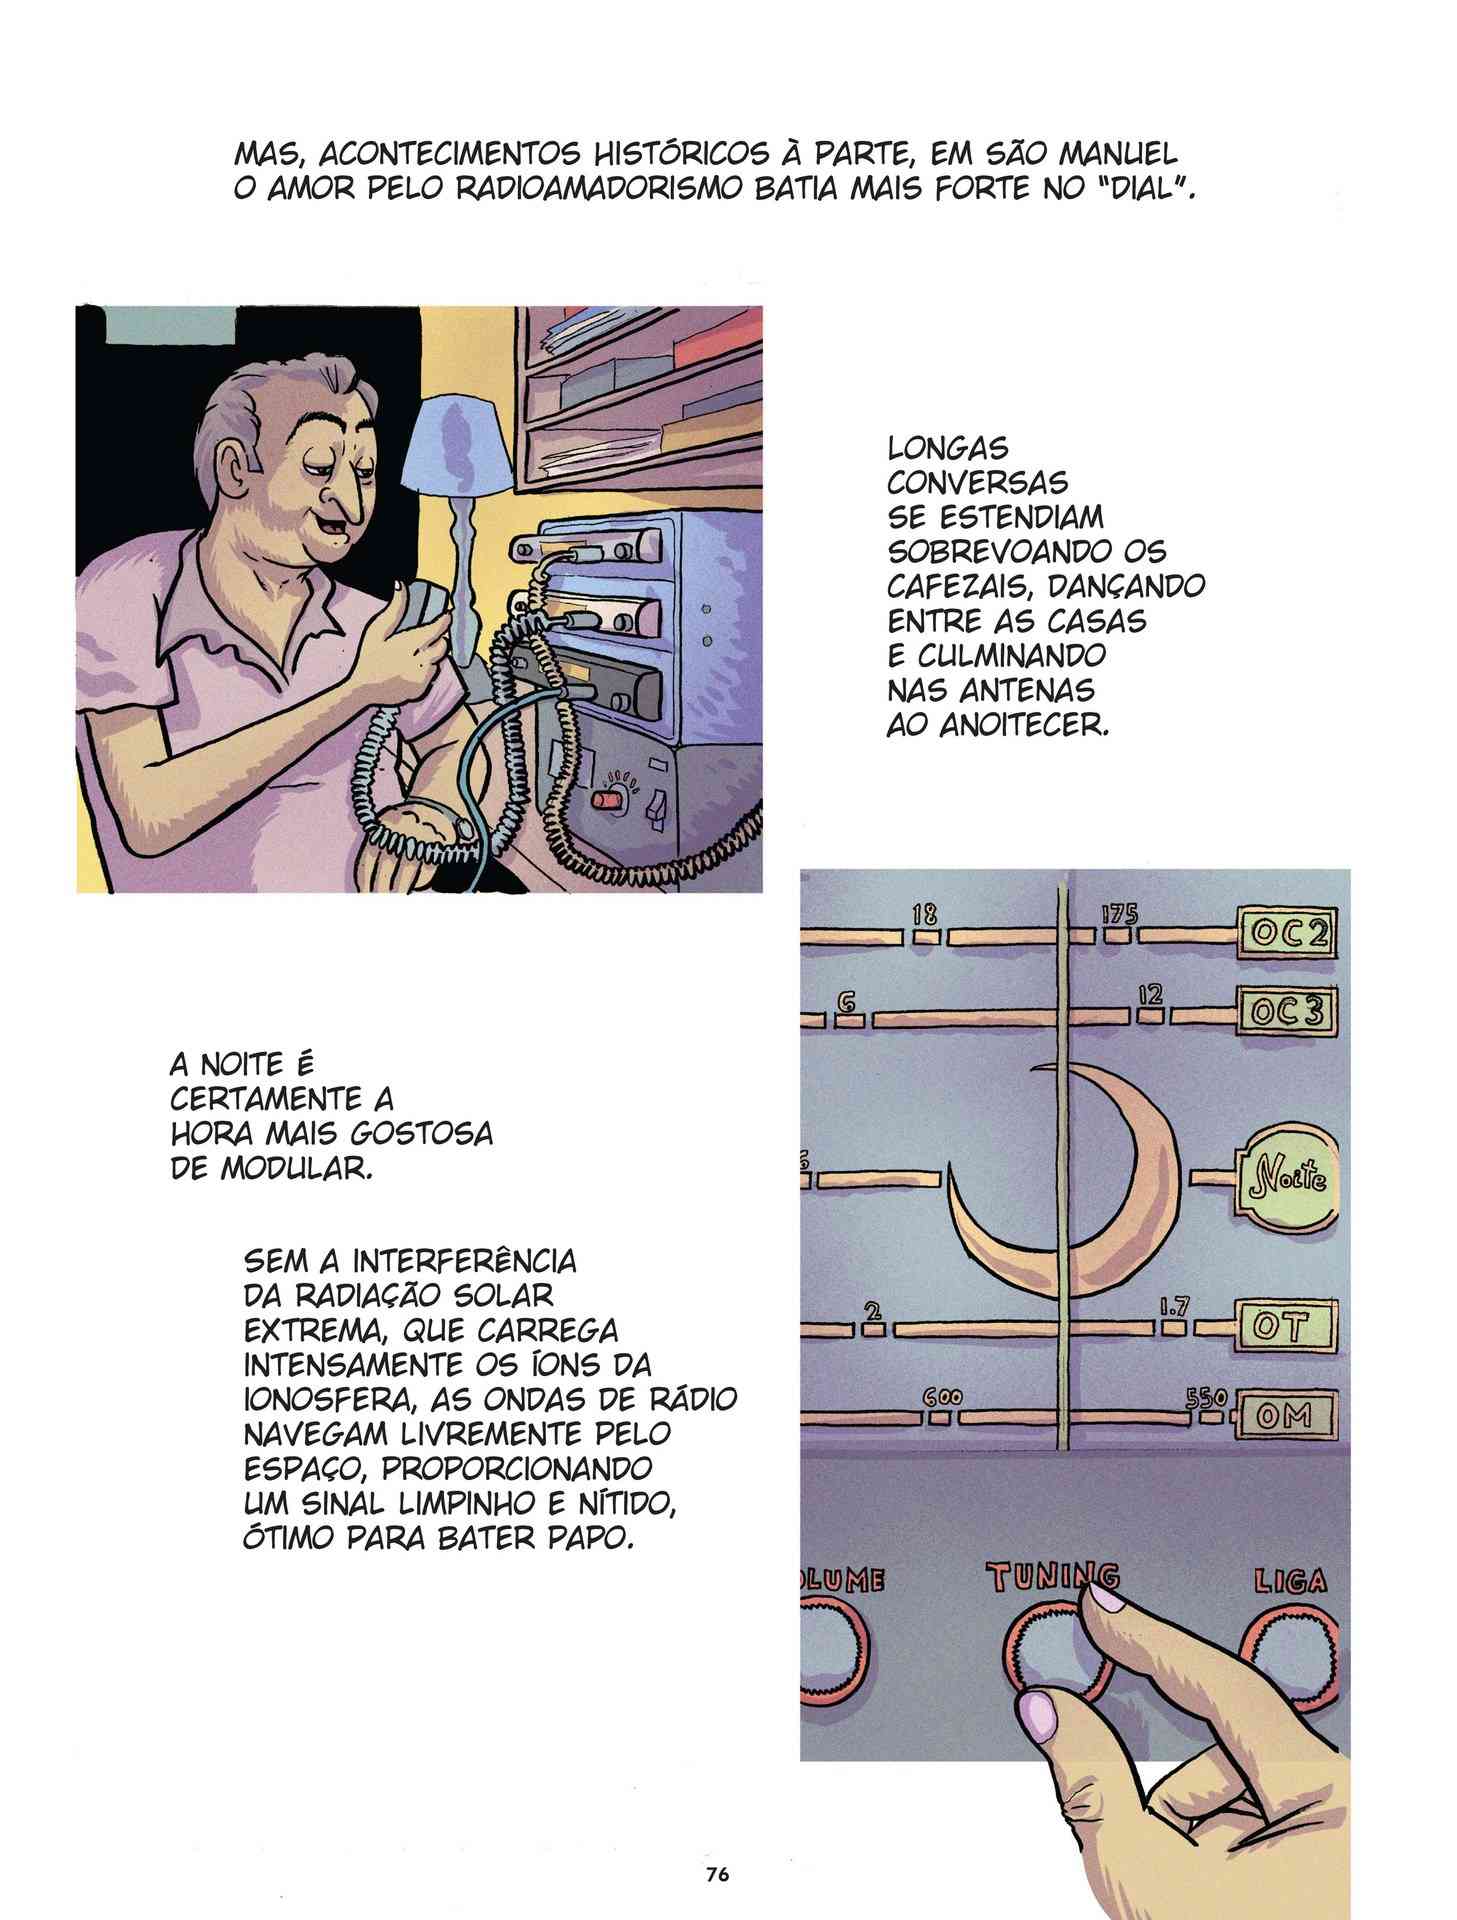 MAS, ACONTECIMENTOS HISTÓRICOS À PARTE, EM SÃO MANUEL
O AMOR PELO RADIOAMADORISMO BATIA MAIS FORTE NO "DIAL".
LONGAS
CONVERSAS
SE ESTENDIAM
SOBREVOANDO OS
CAFEZAIS, DANÇANDO
ENTRE AS CASAS
E CULMINANDO
NAS ANTENAS
AO ANOITECER.
A NOITE É
CERTAMENTE A
HORA MAIS GOSTOSA
DE MODULAR.
SEM A INTERFERÊNCIA
DA RADIAÇÃO SOLAR
EXTREMA, QUE CARREGA
INTENSAMENTE OS ÍONS DA
IONOSFERA, AS ONDAS DE RÁDIO
NAVEGAM LIVREMENTE PELO
ESPAÇO, PROPORCIONANDO
UM SINAL LIMPINHO E NÍTIDO,
ÓTIMO PARA BATER PAPO.
18 175 OC2
6 12 OC3
Noite
2 1.7 OT
600 550 OM
OLUME TUNING LIGA
76